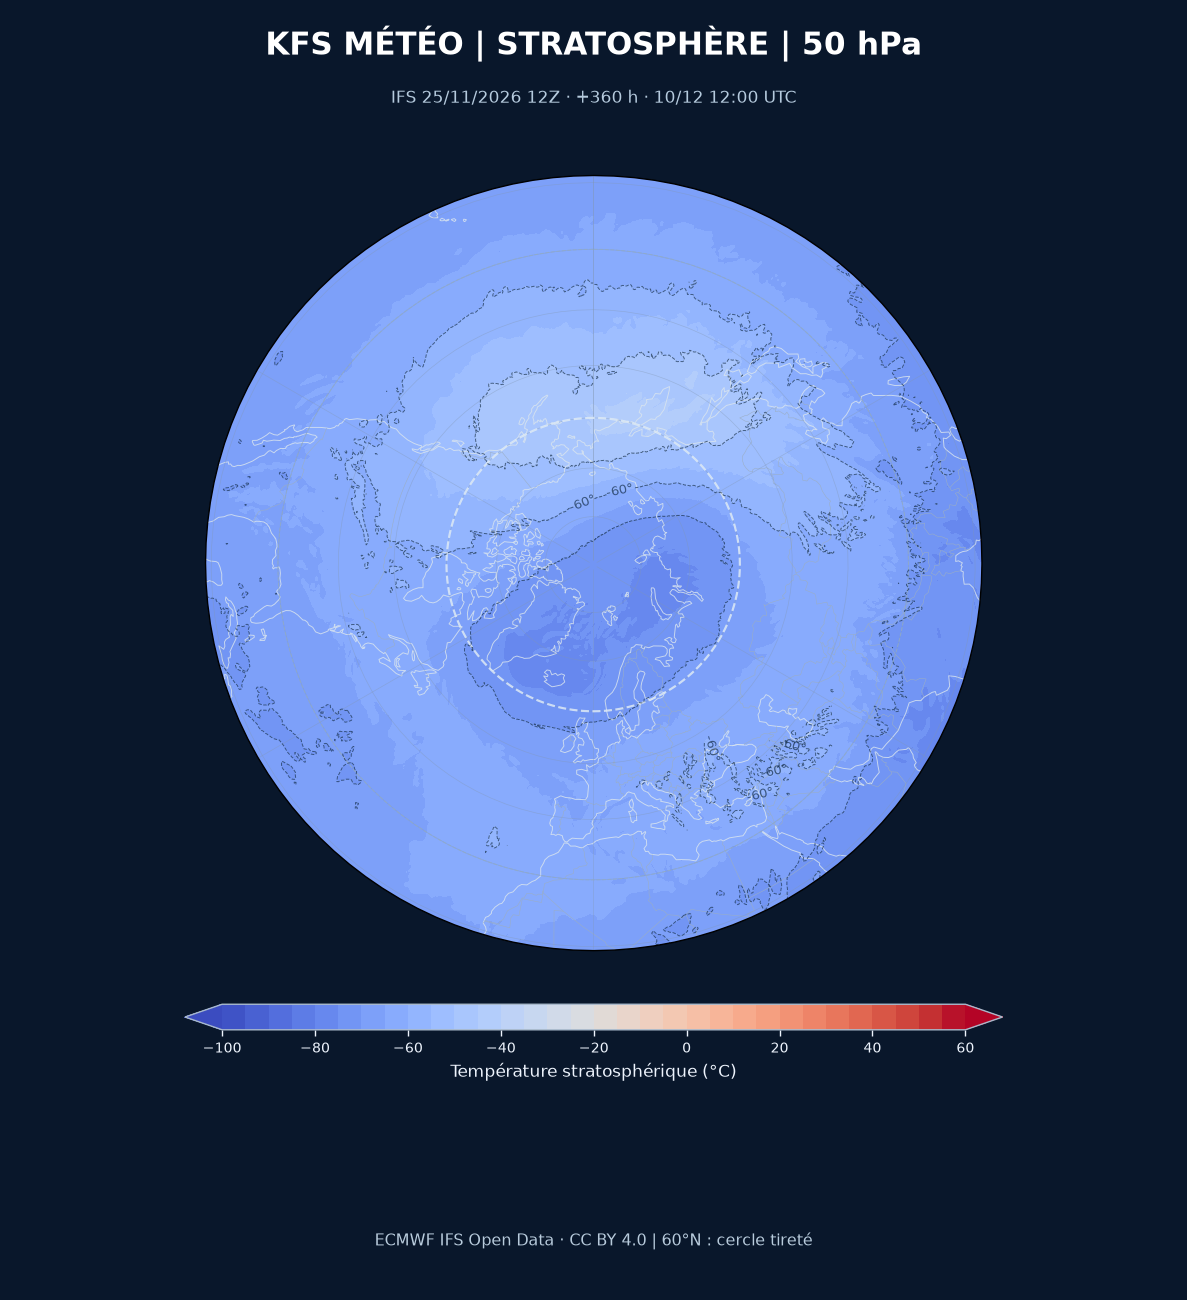 KFS MÉTÉO | STRATOSPHÈRE | 50 hPa
IFS 25/11/2026 12Z · +360 h · 10/12 12:00 UTC
-60°
-60°
60
-50°
-60°
-60°
−100 −80 −60 −40 −20 0 20 40 60
Température stratosphérique (°C)
ECMWF IFS Open Data · CC BY 4.0 | 60°N : cercle tireté